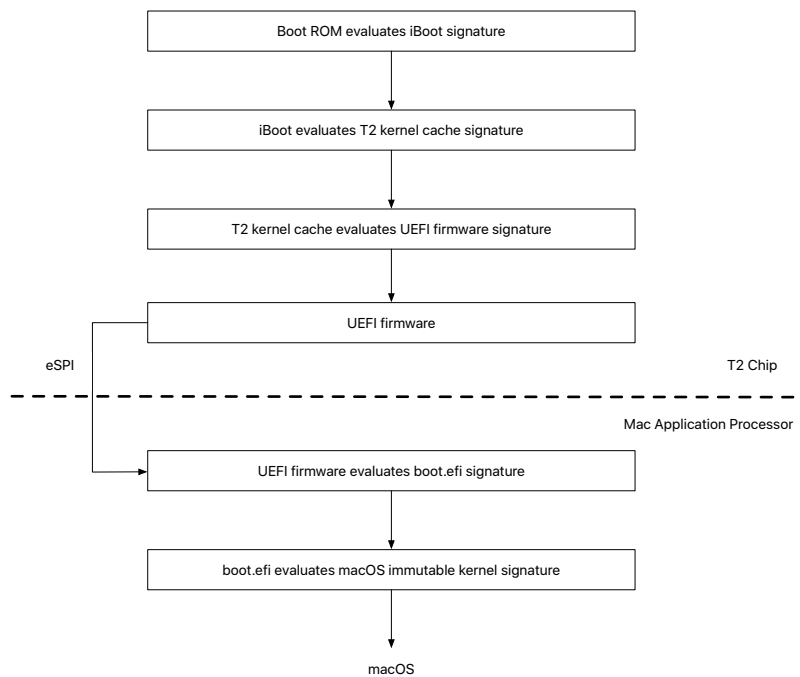 Boot ROM evaluates iBoot signature
iBoot evaluates T2 kernel cache signature
T2 kernel cache evaluates UEFI firmware signature
UEFI firmware
eSPI
T2 Chip
Mac Application Processor
UEFI firmware evaluates boot.efi signature
boot.efi evaluates macOS immutable kernel signature
macOS